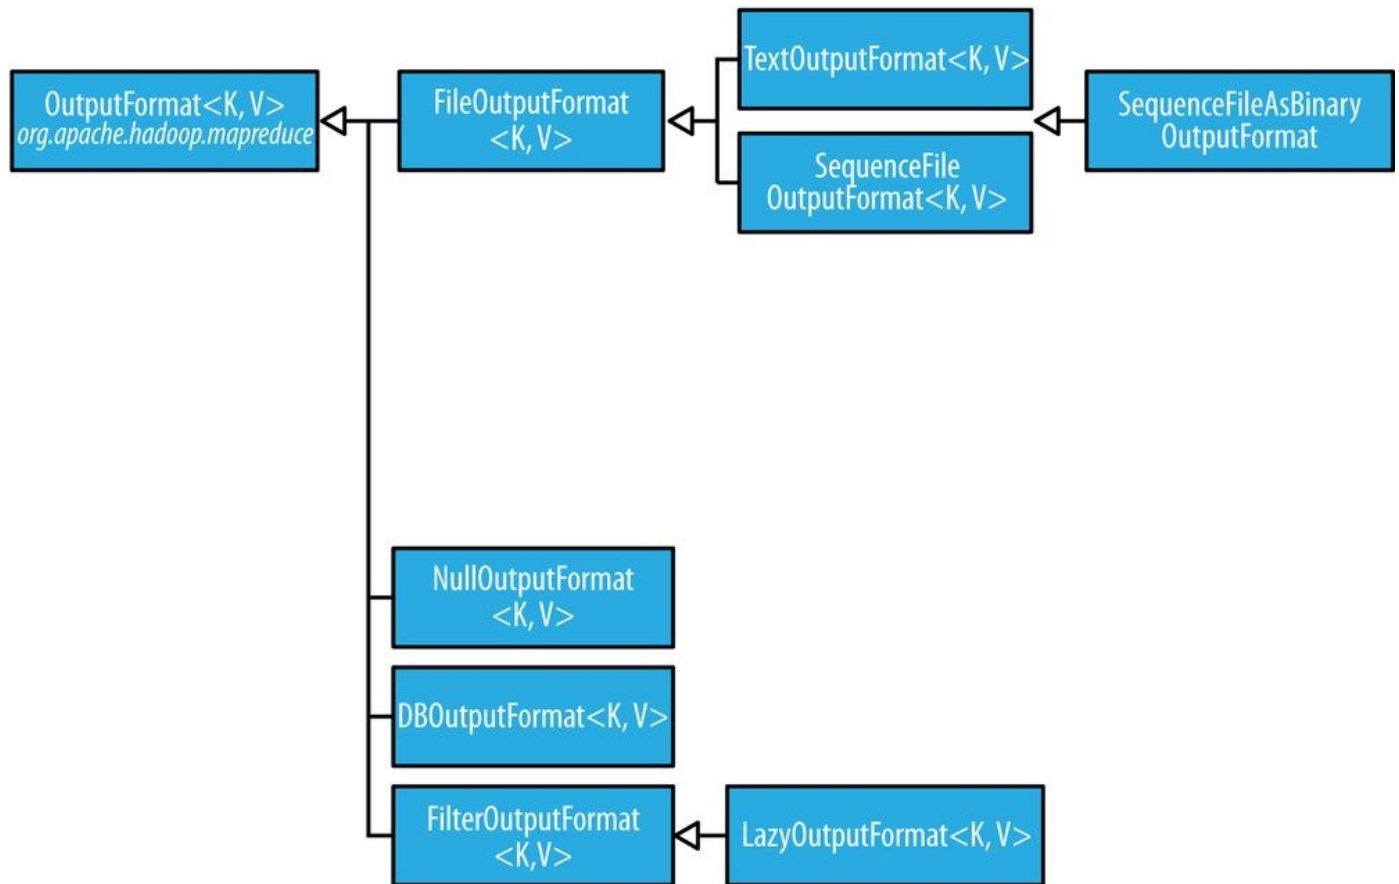 OutputFormat<K, V>
org.apache.hadoop.mapreduce
FileOutputFormat
<K, V>
TextOutputFormat<K, V>
SequenceFile
OutputFormat<K, V>
SequenceFileAsBinary
OutputFormat
NullOutputFormat
<K, V>
DBOutputFormat<K, V>
FilterOutputFormat
<K,V>
LazyOutputFormat<K, V>